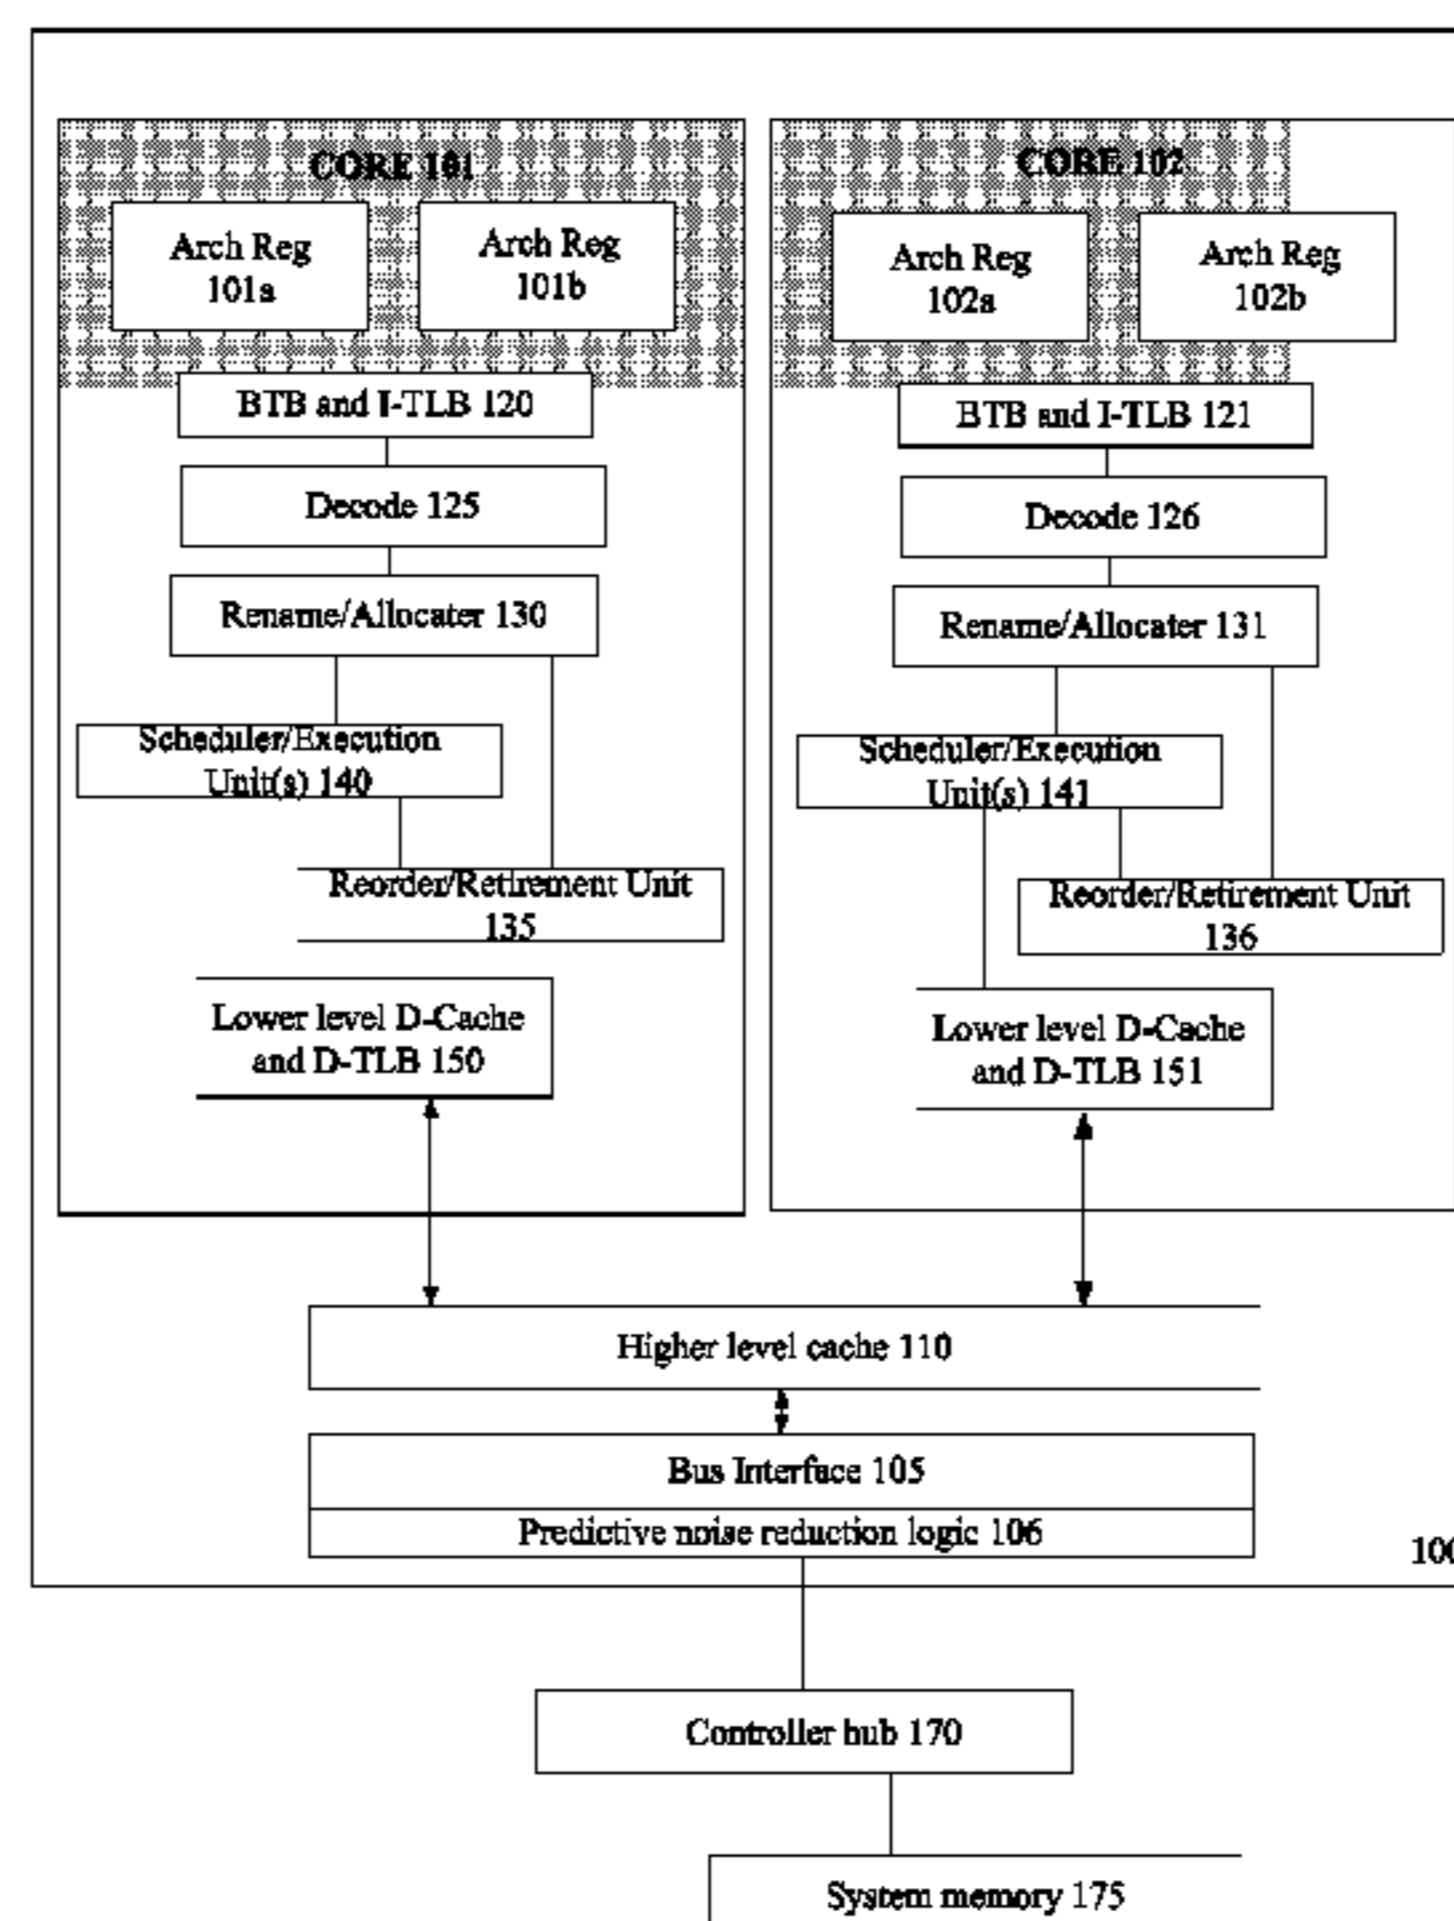 CORE 101
Arch Reg
101a
Arch Reg
101b
BTB and I-TLB 120
Decode 125
Rename/Allocater 130
Scheduler/Execution
Unit(s) 140
Reorder/Retirement Unit
135
Lower level D-Cache
and D-TLB 150
CORE 102
Arch Reg
102a
Arch Reg
102b
BTB and I-TLB 121
Decode 126
Rename/Allocater 131
Scheduler/Execution
Unit(s) 141
Reorder/Retirement Unit
136
Lower level D-Cache
and D-TLB 151
Higher level cache 110
Bus Interface 105
Predictive noise reduction logic 106
100
Controller hub 170
System memory 175